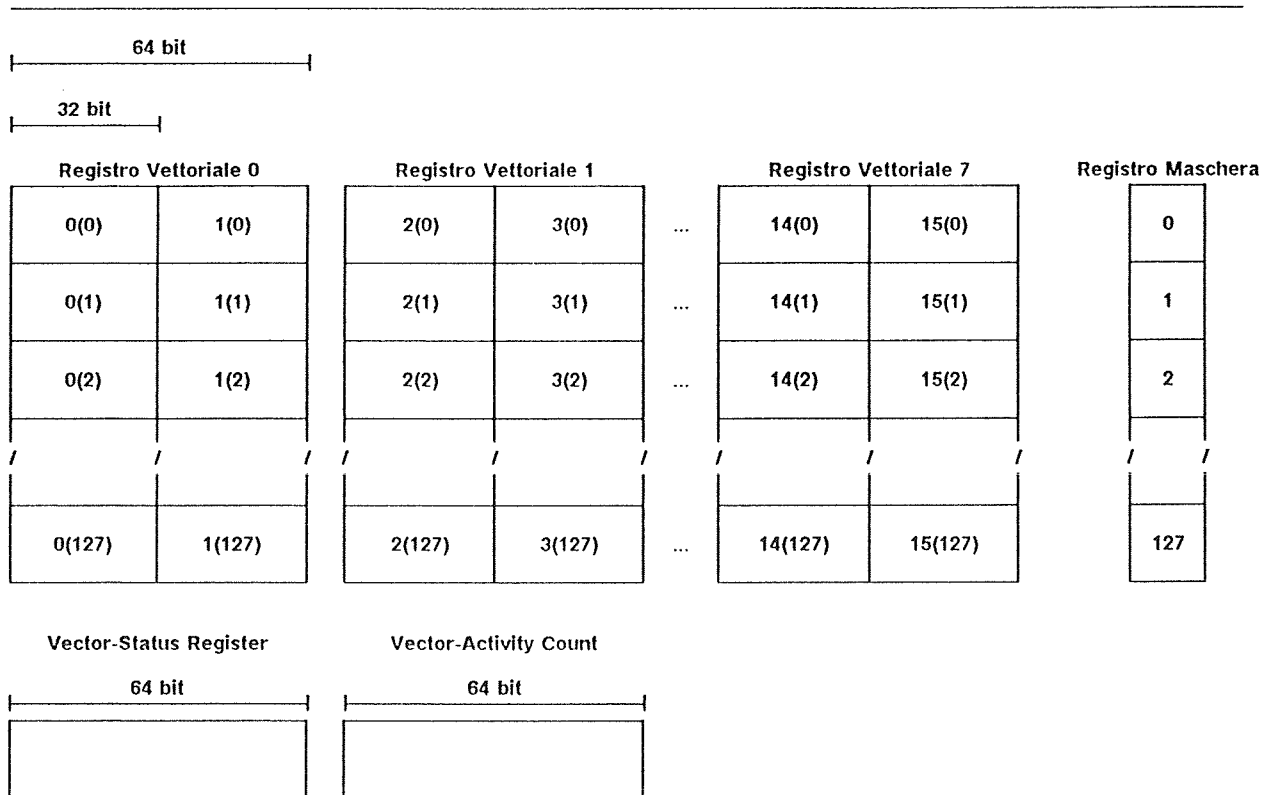 64 bit
32 bit
Registro Vettoriale 0 Registro Vettoriale 1 Registro Vettoriale 7 Registro Maschera
0(0) 1(0) 2(0) 3(0) ... 14(0) 15(0) 0
0(1) 1(1) 2(1) 3(1) ... 14(1) 15(1) 1
0(2) 1(2) 2(2) 3(2) ... 14(2) 15(2) 2
/ / / / / / / / / / /
0(127) 1(127) 2(127) 3(127) ... 14(127) 15(127) 127
Vector-Status Register Vector-Activity Count
64 bit 64 bit